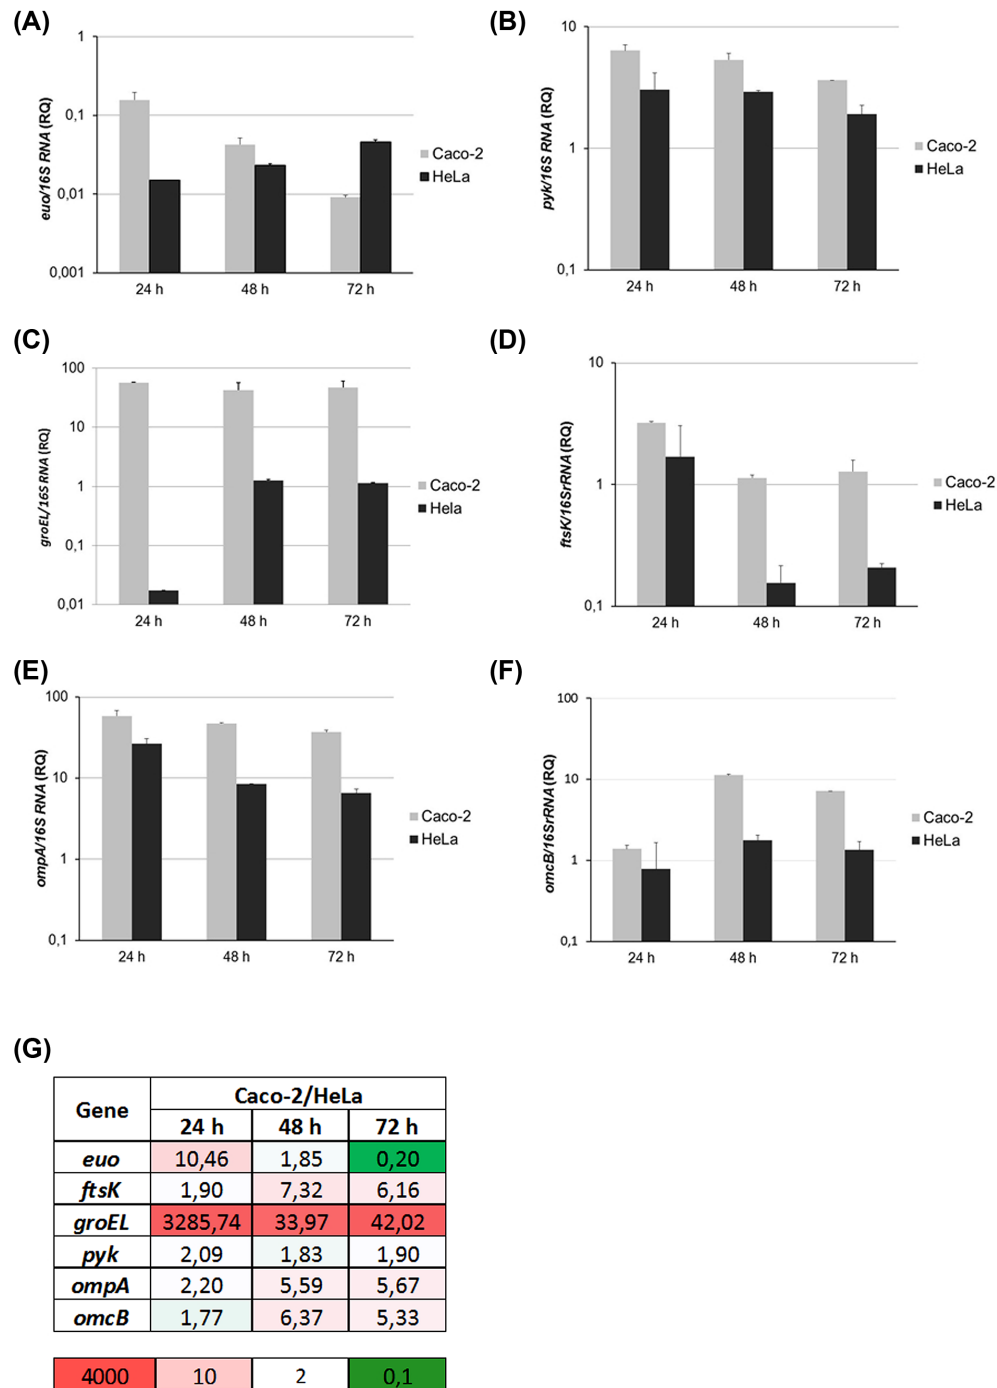 (A)
1
0,1
0,01
0,001
euo/16S RNA (RQ)
24 h 48 h 72 h
Caco-2
HeLa
(B)
10
1
0,1
pyk/16S RNA (RQ)
24 h 48 h 72 h
Caco-2
HeLa
(C)
100
10
1
0,1
0,01
groEL/16S RNA (RQ)
24 h 48 h 72 h
Caco-2
Hela
(D)
10
1
0,1
ftsK/16SrRNA (RQ)
24 h 48 h 72 h
Caco-2
HeLa
(E)
100
10
1
0,1
ompA/16S RNA (RQ)
24 h 48 h 72 h
Caco-2
HeLa
(F)
100
10
1
0,1
omcB/16SrRNA (RQ)
24 h 48 h 72 h
Caco-2
HeLa
(G)
Gene Caco-2/HeLa
24 h 48 h 72 h
euo 10,46 1,85 0,20
ftsK 1,90 7,32 6,16
groEL 3285,74 33,97 42,02
pyk 2,09 1,83 1,90
ompA 2,20 5,59 5,67
omcB 1,77 6,37 5,33
4000 10 2 0,1